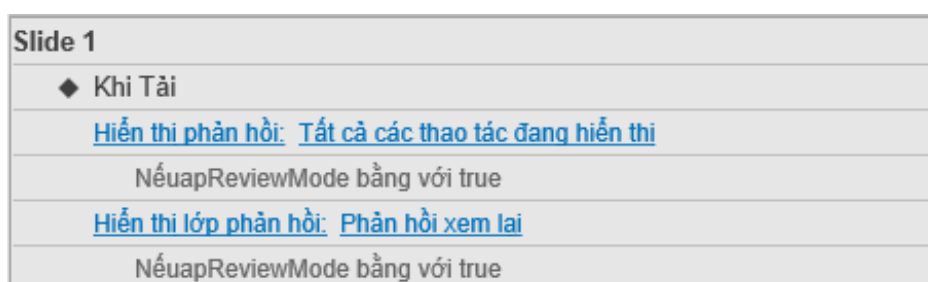 Slide 1
◆ Khi Tải
Hiển thị phản hồi: Tất cả các thao tác đang hiển thị
NếuapReviewMode bằng với true
Hiển thị lớp phản hồi: Phản hồi xem lại
NếuapReviewMode bằng với true